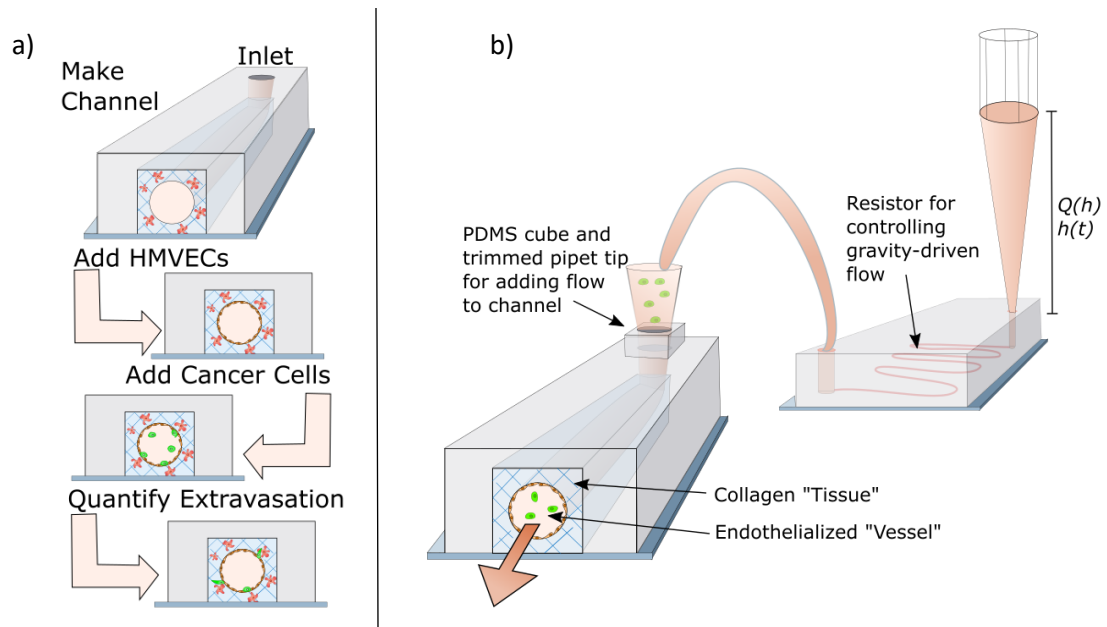 a)
Inlet
Make
Channel
Add HMVECs
Add Cancer Cells
Quantify Extravasation
b)
PDMS cube and
trimmed pipet tip
for adding flow
to channel
Resistor for
controlling
gravity-driven
flow
Q(h)
h(t)
Collagen "Tissue"
Endothelialized "Vessel"